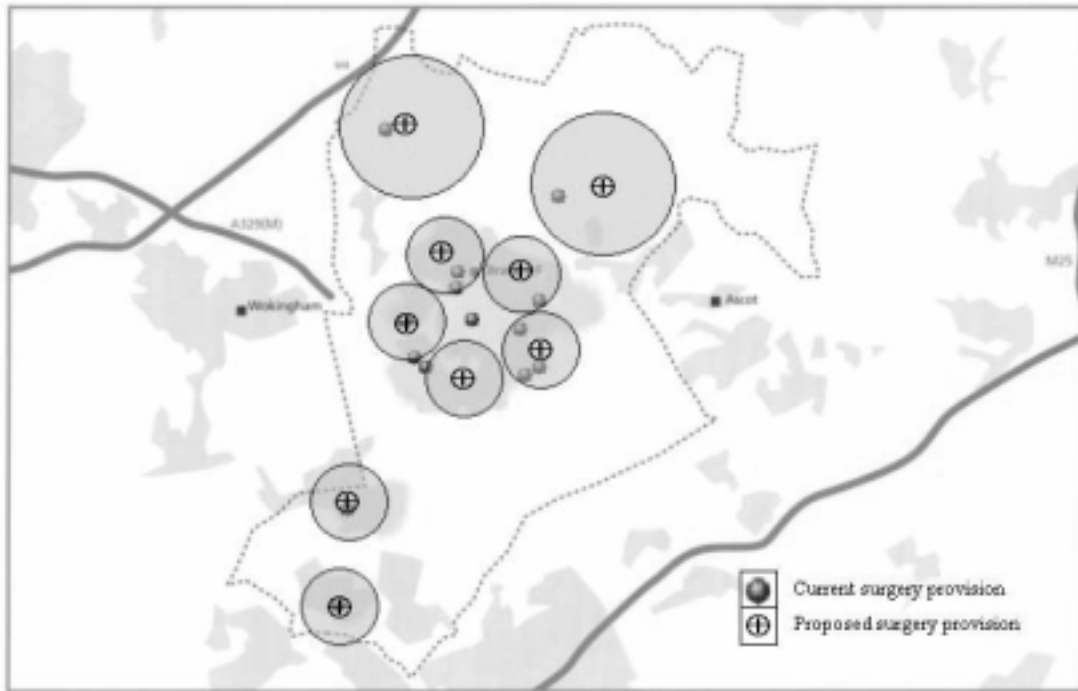 M4
A329(M)
M25
Wokingham
Ascot
Current surgery provision
Proposed surgery provision